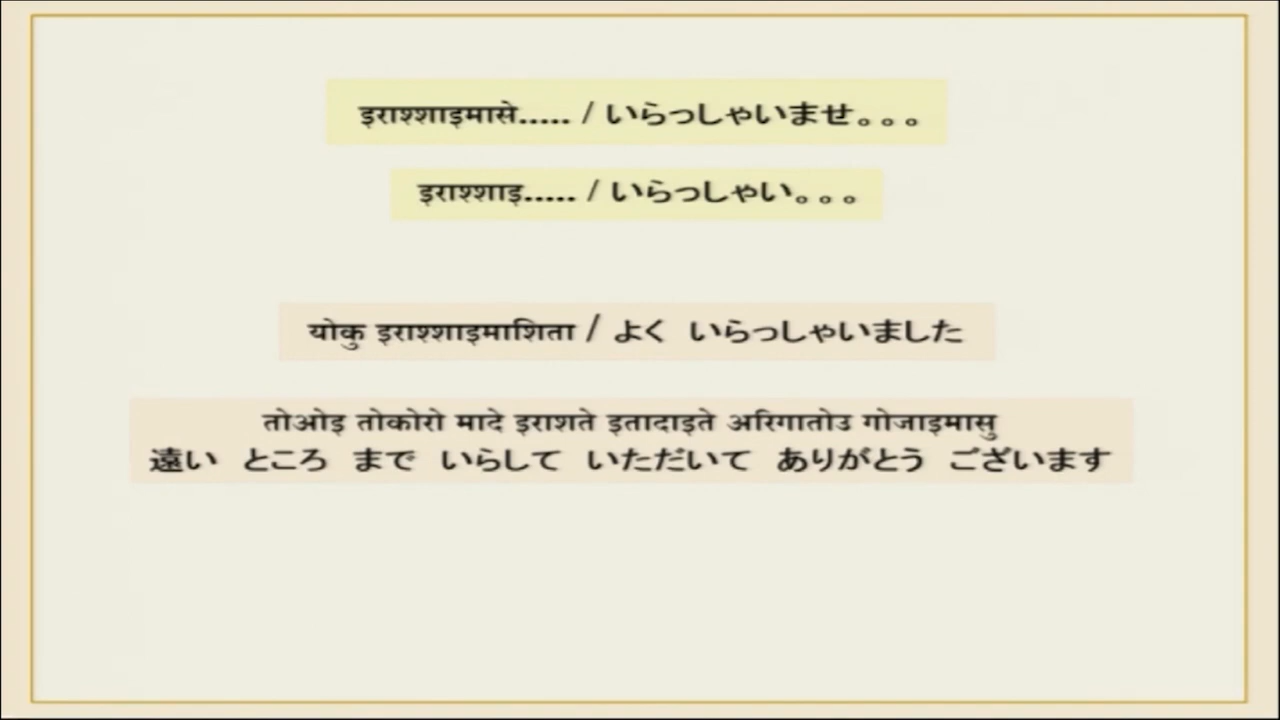 इराश्शाइमासे..... / いらっしゃいませ。。。
इराश्शाइ..... / いらっしゃい。。。
योकु इराश्शाइमाशिता / よく いらっしゃいました
तोओइ तोकोरो मादे इराशते इतादाइते अरिगातोउ गोजाइमासु
遠い ところ まで いらして いただいて ありがとう ございます